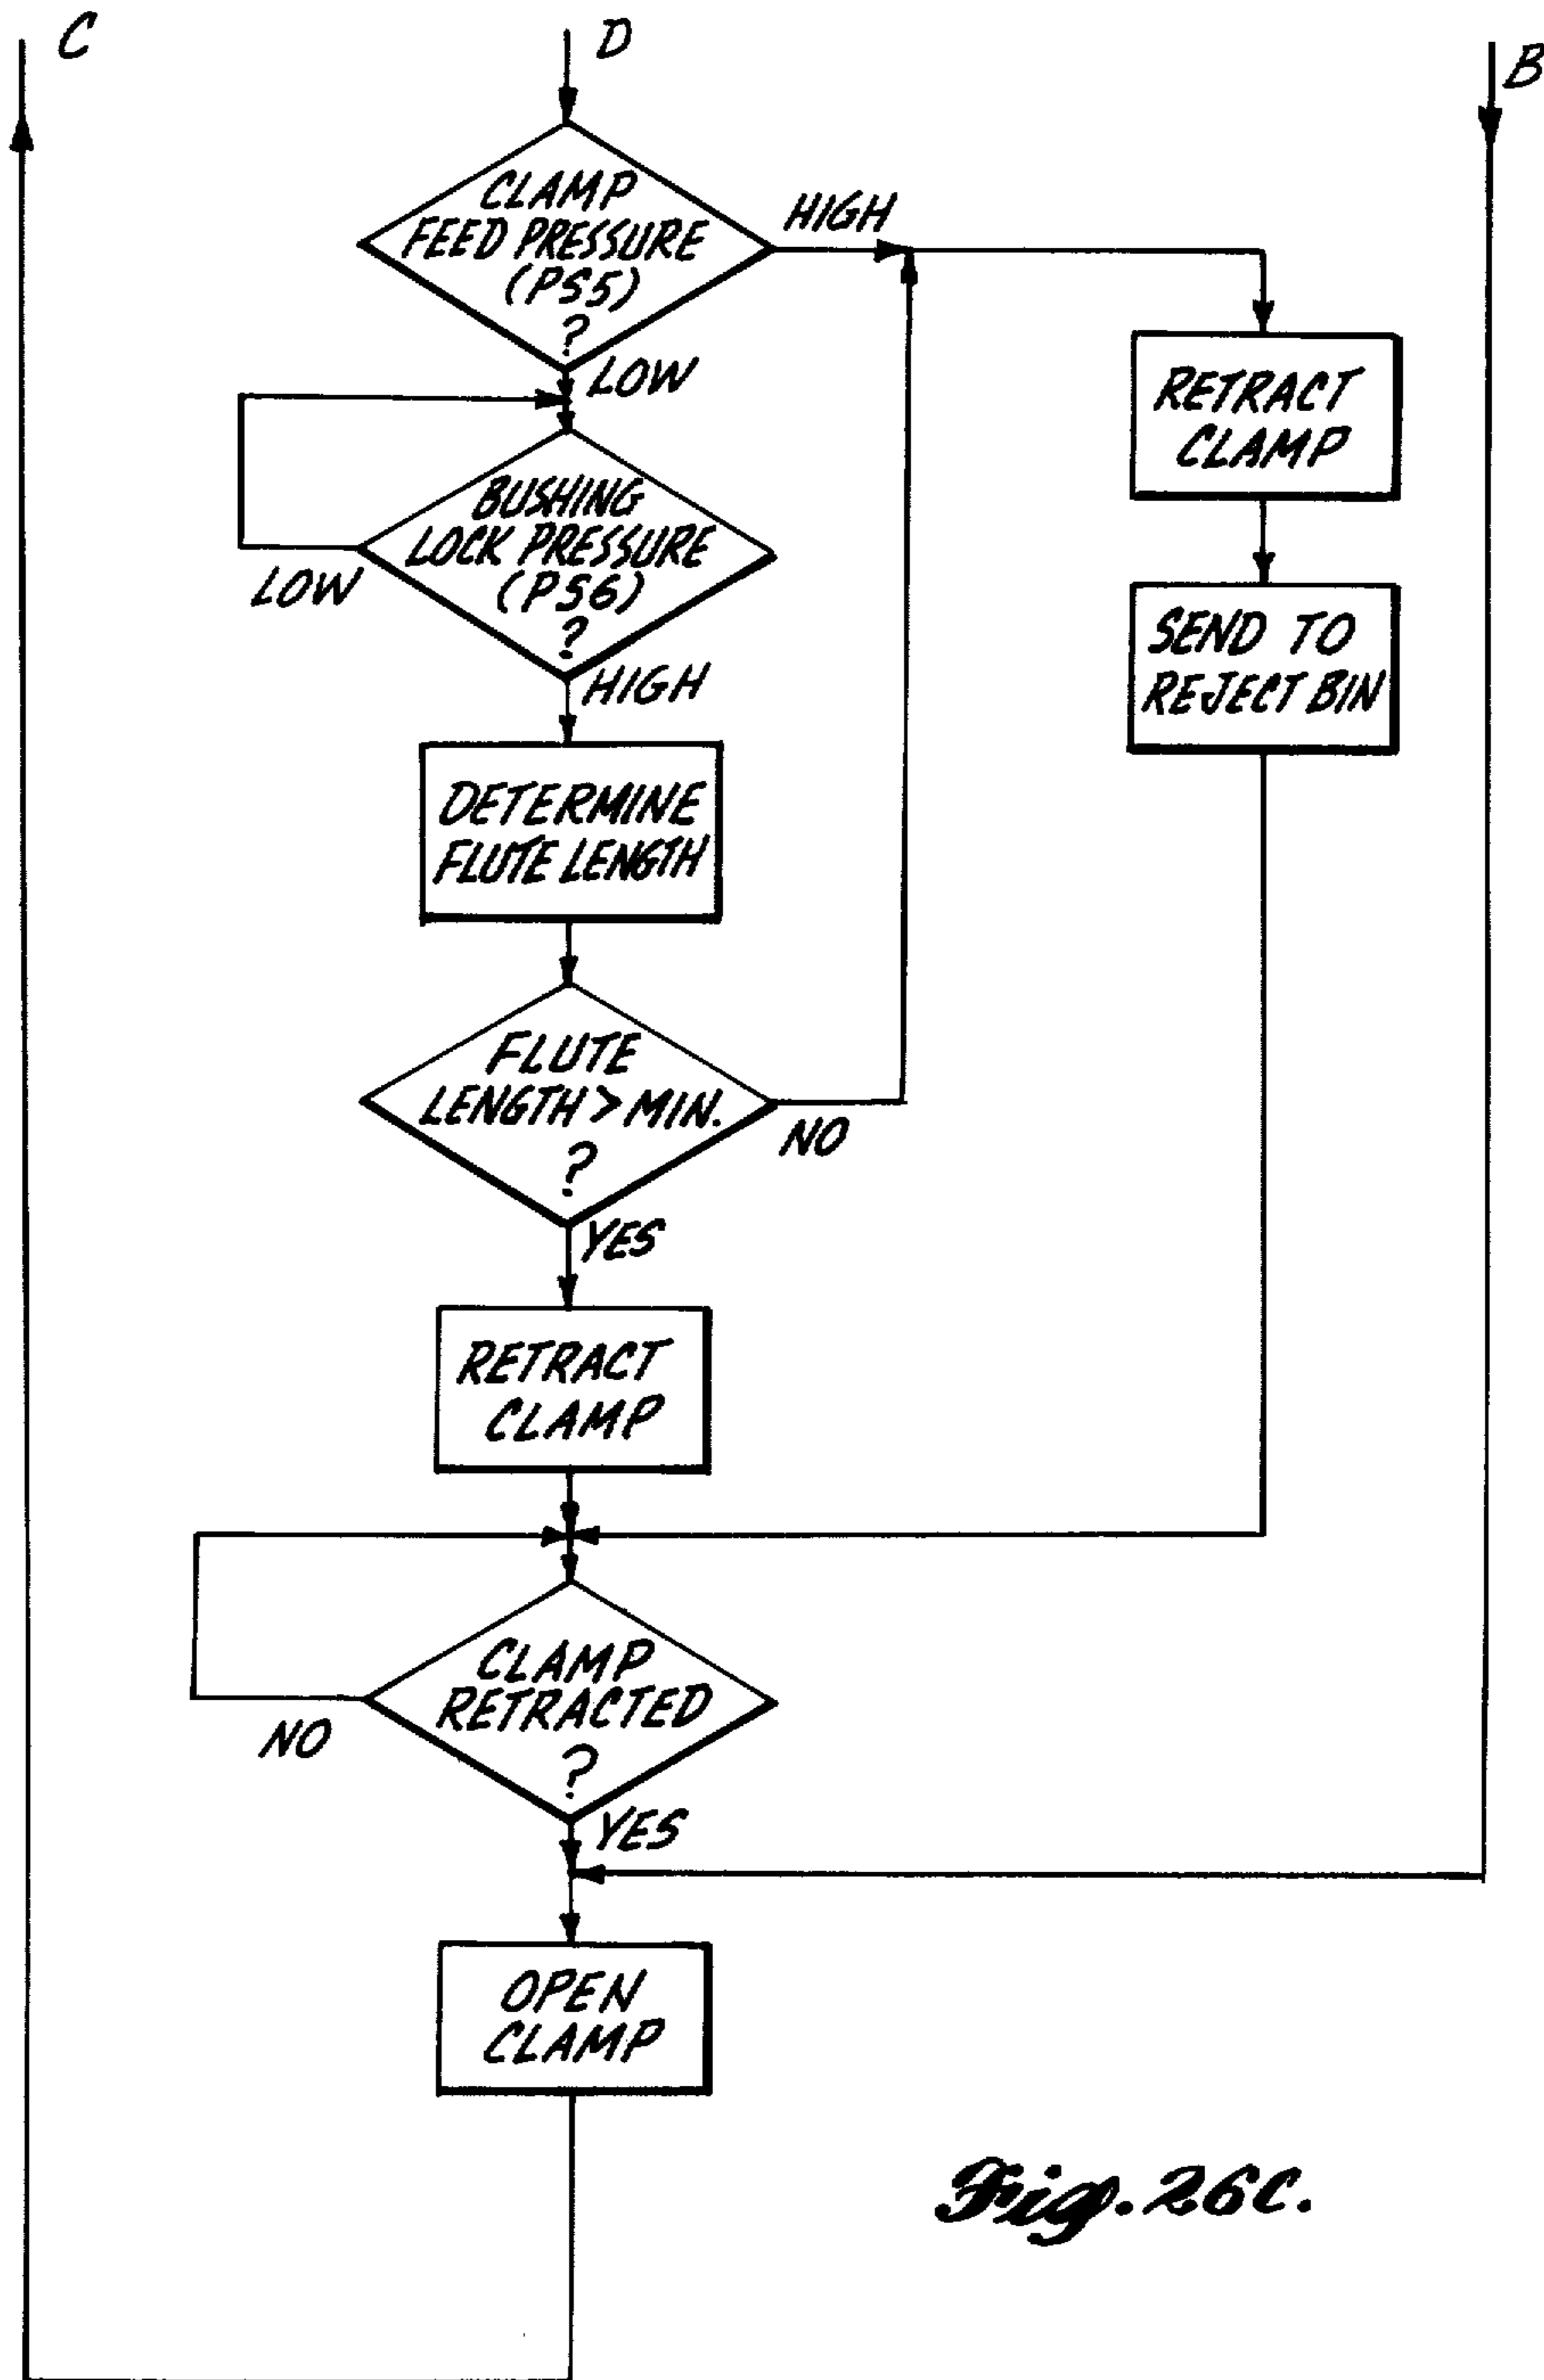 C
D
B
CLAMP
FEED PRESSURE
(PS5)
?
HIGH
LOW
RETRACT
CLAMP
BUSHING
LOCK PRESSURE
(PS6)
?
LOW
HIGH
SEND TO
REJECT BIN
DETERMINE
FLUTE LENGTH
FLUTE
LENGTH > MIN.
?
NO
YES
RETRACT
CLAMP
CLAMP
RETRACTED
?
NO
YES
OPEN
CLAMP
Fig. 26C.